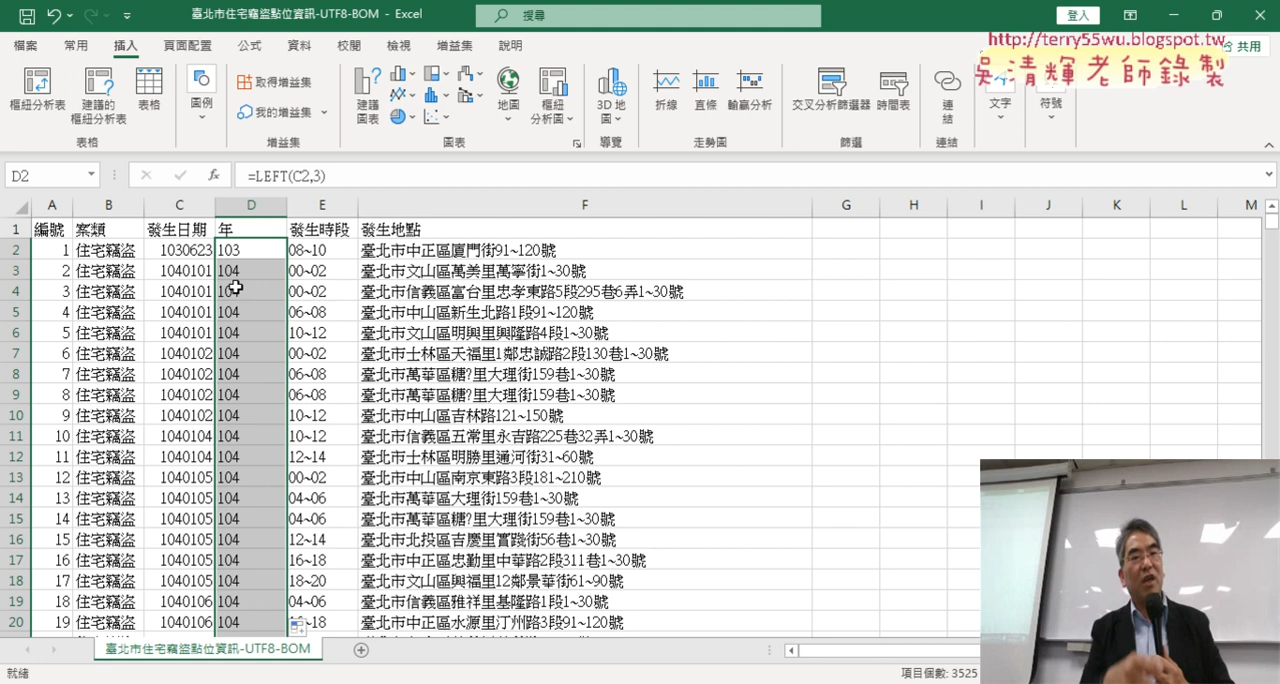 臺北市住宅竊盜點位資訊-UTF8-BOM - Excel 搜尋 登入
檔案 常用 插入 頁面配置 公式 資料 校閱 檢視 增益集 說明 共用
http://terry55wu.blogspot.tw
吳清輝老師錄製
樞紐分析表 建議的樞紐分析表 表格 圖例 取得增益集 我的增益集 建議圖表 地圖 樞紐分析圖 3D 地圖 折線 直條 輸贏分析 交叉分析篩選器 時間表 連結 文字 符號
表格 增益集 圖表 導覽 走勢圖 篩選 連結
D2 fx =LEFT(C2,3)
A B C D E F G H I J K L M
1 編號 案類 發生日期 年 發生時段 發生地點
2 1 住宅竊盜 1030623 103 08~10 臺北市中正區廈門街91~120號
3 2 住宅竊盜 1040101 104 00~02 臺北市文山區萬美里萬寧街1~30號
4 3 住宅竊盜 1040101 104 00~02 臺北市信義區富台里忠孝東路5段295巷6弄1~30號
5 4 住宅竊盜 1040101 104 06~08 臺北市中山區新生北路1段91~120號
6 5 住宅竊盜 1040101 104 10~12 臺北市文山區明興里興隆路4段1~30號
7 6 住宅竊盜 1040102 104 00~02 臺北市士林區天福里1鄰忠誠路2段130巷1~30號
8 7 住宅竊盜 1040102 104 06~08 臺北市萬華區糖?里大理街159巷1~30號
9 8 住宅竊盜 1040102 104 06~08 臺北市萬華區糖?里大理街159巷1~30號
10 9 住宅竊盜 1040102 104 10~12 臺北市中山區吉林路121~150號
11 10 住宅竊盜 1040104 104 10~12 臺北市信義區五常里永吉路225巷32弄1~30號
12 11 住宅竊盜 1040104 104 12~14 臺北市士林區明勝里通河街31~60號
13 12 住宅竊盜 1040105 104 00~02 臺北市中山區南京東路3段181~210號
14 13 住宅竊盜 1040105 104 04~06 臺北市萬華區大理街159巷1~30號
15 14 住宅竊盜 1040105 104 04~06 臺北市萬華區糖?里大理街159巷1~30號
16 15 住宅竊盜 1040105 104 12~14 臺北市北投區吉慶里實踐街56巷1~30號
17 16 住宅竊盜 1040105 104 16~18 臺北市中正區忠勤里中華路2段311巷1~30號
18 17 住宅竊盜 1040105 104 18~20 臺北市文山區興福里12鄰景華街61~90號
19 18 住宅竊盜 1040106 104 04~06 臺北市信義區雅祥里基隆路1段1~30號
20 19 住宅竊盜 1040106 104 ~18 臺北市中正區水源里汀州路3段91~120號
臺北市住宅竊盜點位資訊-UTF8-BOM
就緒 項目個數: 3525